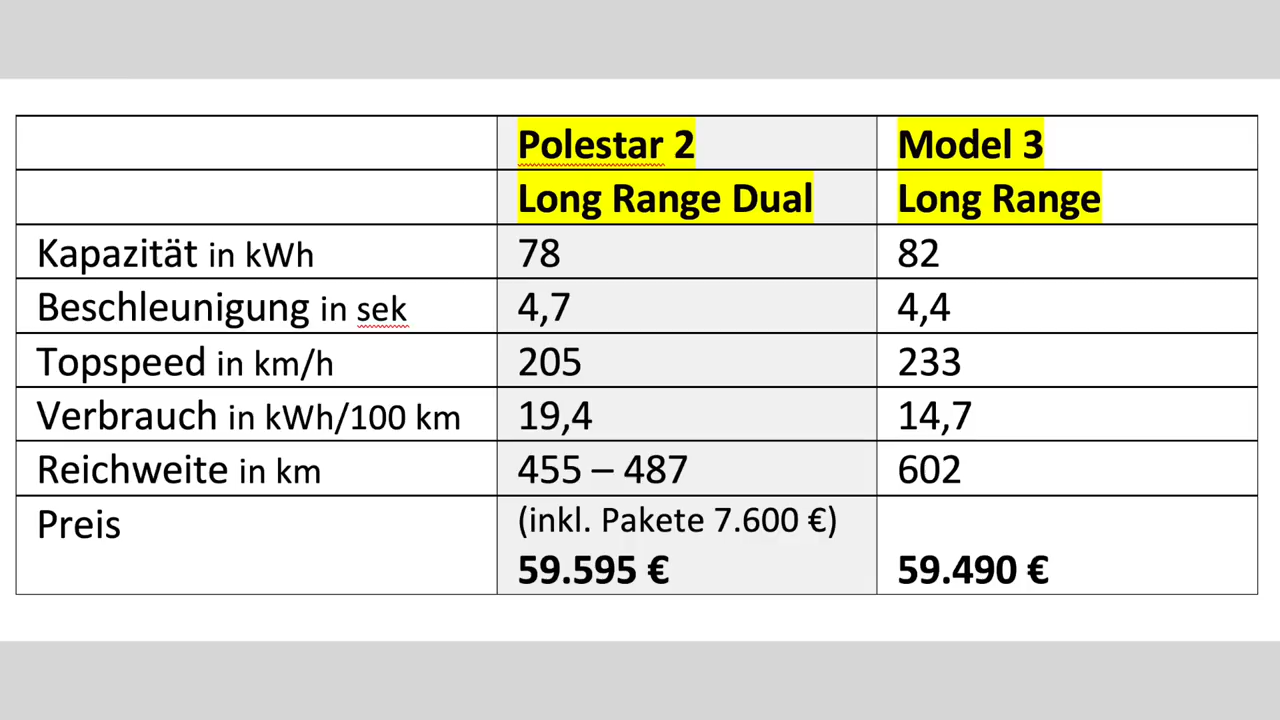 Polestar 2 Model 3
Long Range Dual Long Range
Kapazität in kWh 78 82
Beschleunigung in sek 4,7 4,4
Topspeed in km/h 205 233
Verbrauch in kWh/100 km 19,4 14,7
Reichweite in km 455 – 487 602
Preis (inkl. Pakete 7.600 €)
59.595 € 59.490 €